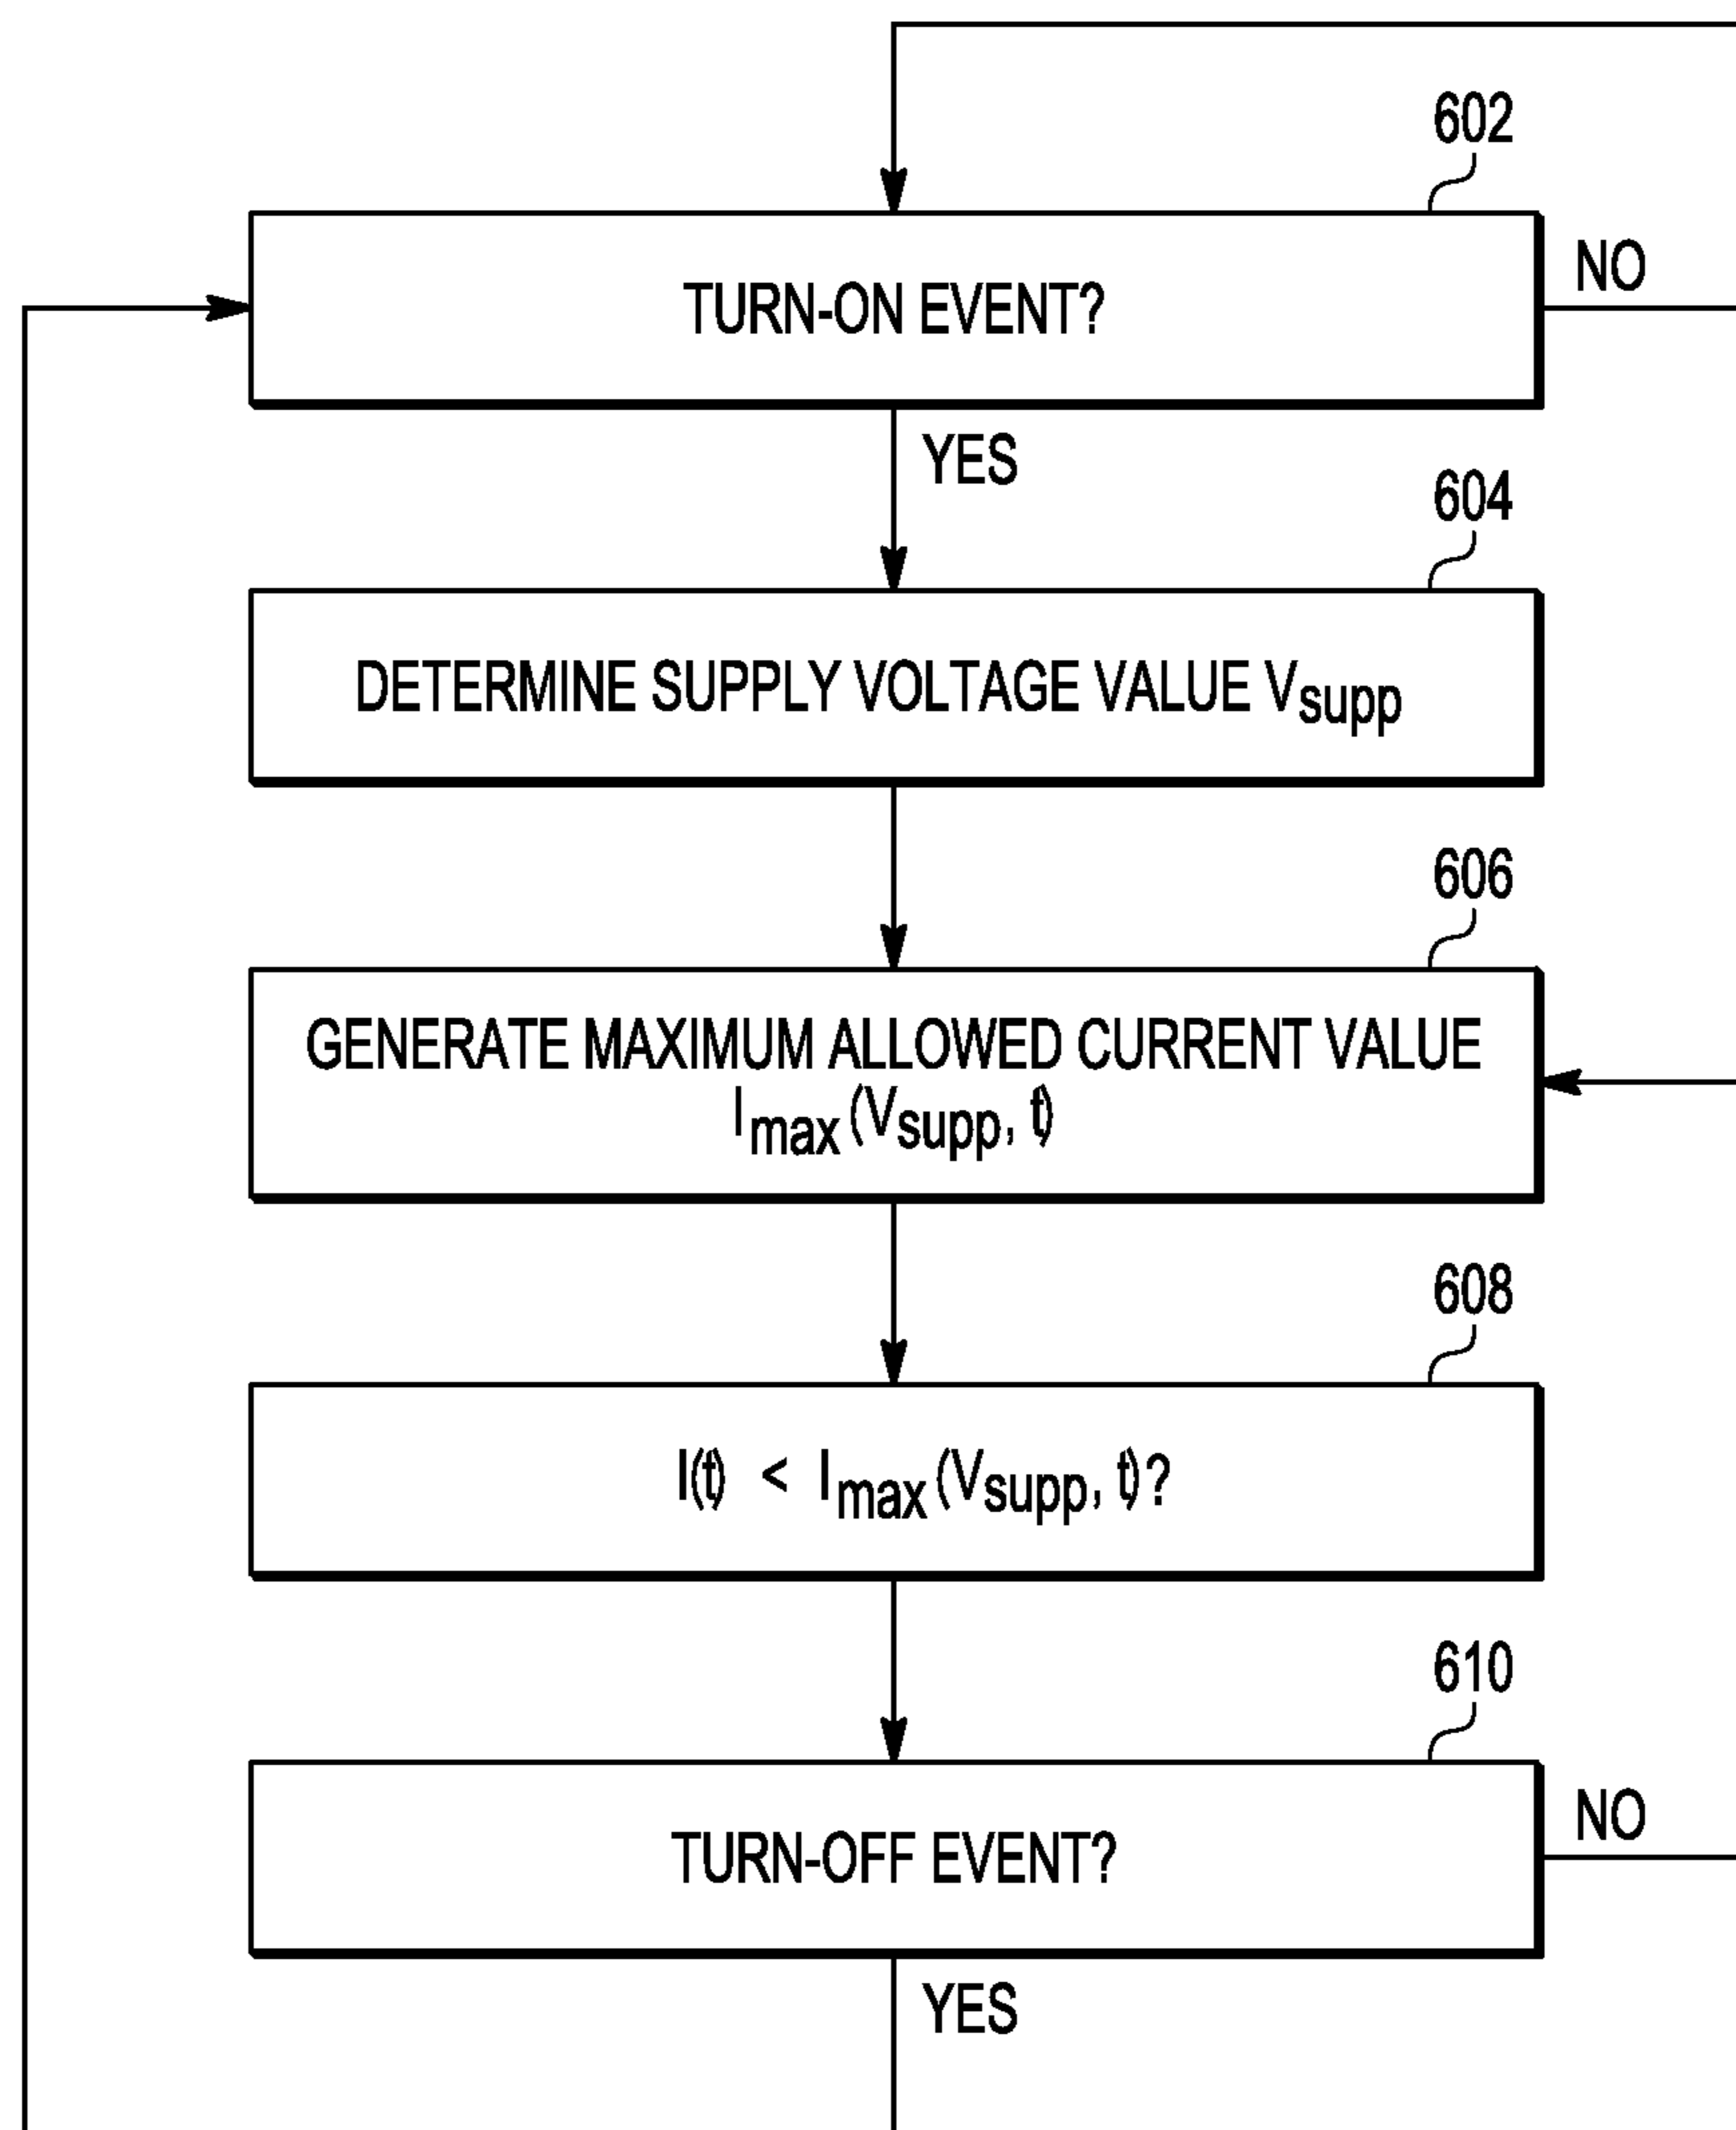 602
TURN-ON EVENT?
NO
YES
604
DETERMINE SUPPLY VOLTAGE VALUE Vsupp
606
GENERATE MAXIMUM ALLOWED CURRENT VALUE
Imax(Vsupp, t)
608
I(t) < Imax(Vsupp, t)?
610
TURN-OFF EVENT?
NO
YES